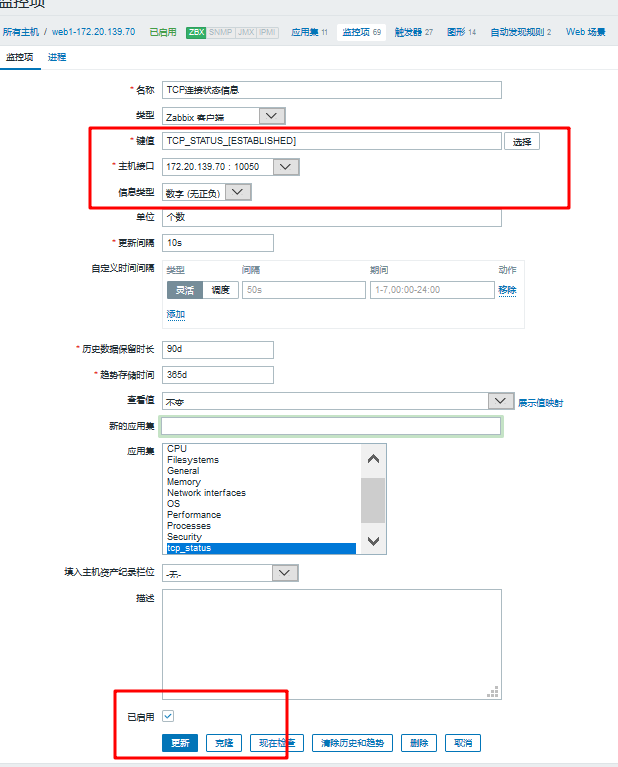 监控项
所有主机 / web1-172.20.139.70 已启用 ZBX SNMP JMX IPMI 应用集 11 监控项 69 触发器 27 图形 14 自动发现规则 2 Web 场景
监控项 进程
* 名称 TCP连接状态信息
类型 Zabbix 客户端
* 键值 TCP_STATUS_[ESTABLISHED] 选择
* 主机接口 172.20.139.70 : 10050
信息类型 数字 (无正负)
单位 个数
* 更新间隔 10s
自定义时间间隔 类型 间隔 期间 动作
灵活 调度 50s 1-7,00:00-24:00 移除
添加
* 历史数据保留时长 90d
* 趋势存储时间 365d
查看值 不变 展示值映射
新的应用集
应用集 CPU
Filesystems
General
Memory
Network interfaces
OS
Performance
Processes
Security
tcp_status
填入主机资产纪录栏位 -无-
描述
已启用
更新 克隆 现在检查 清除历史和趋势 删除 取消